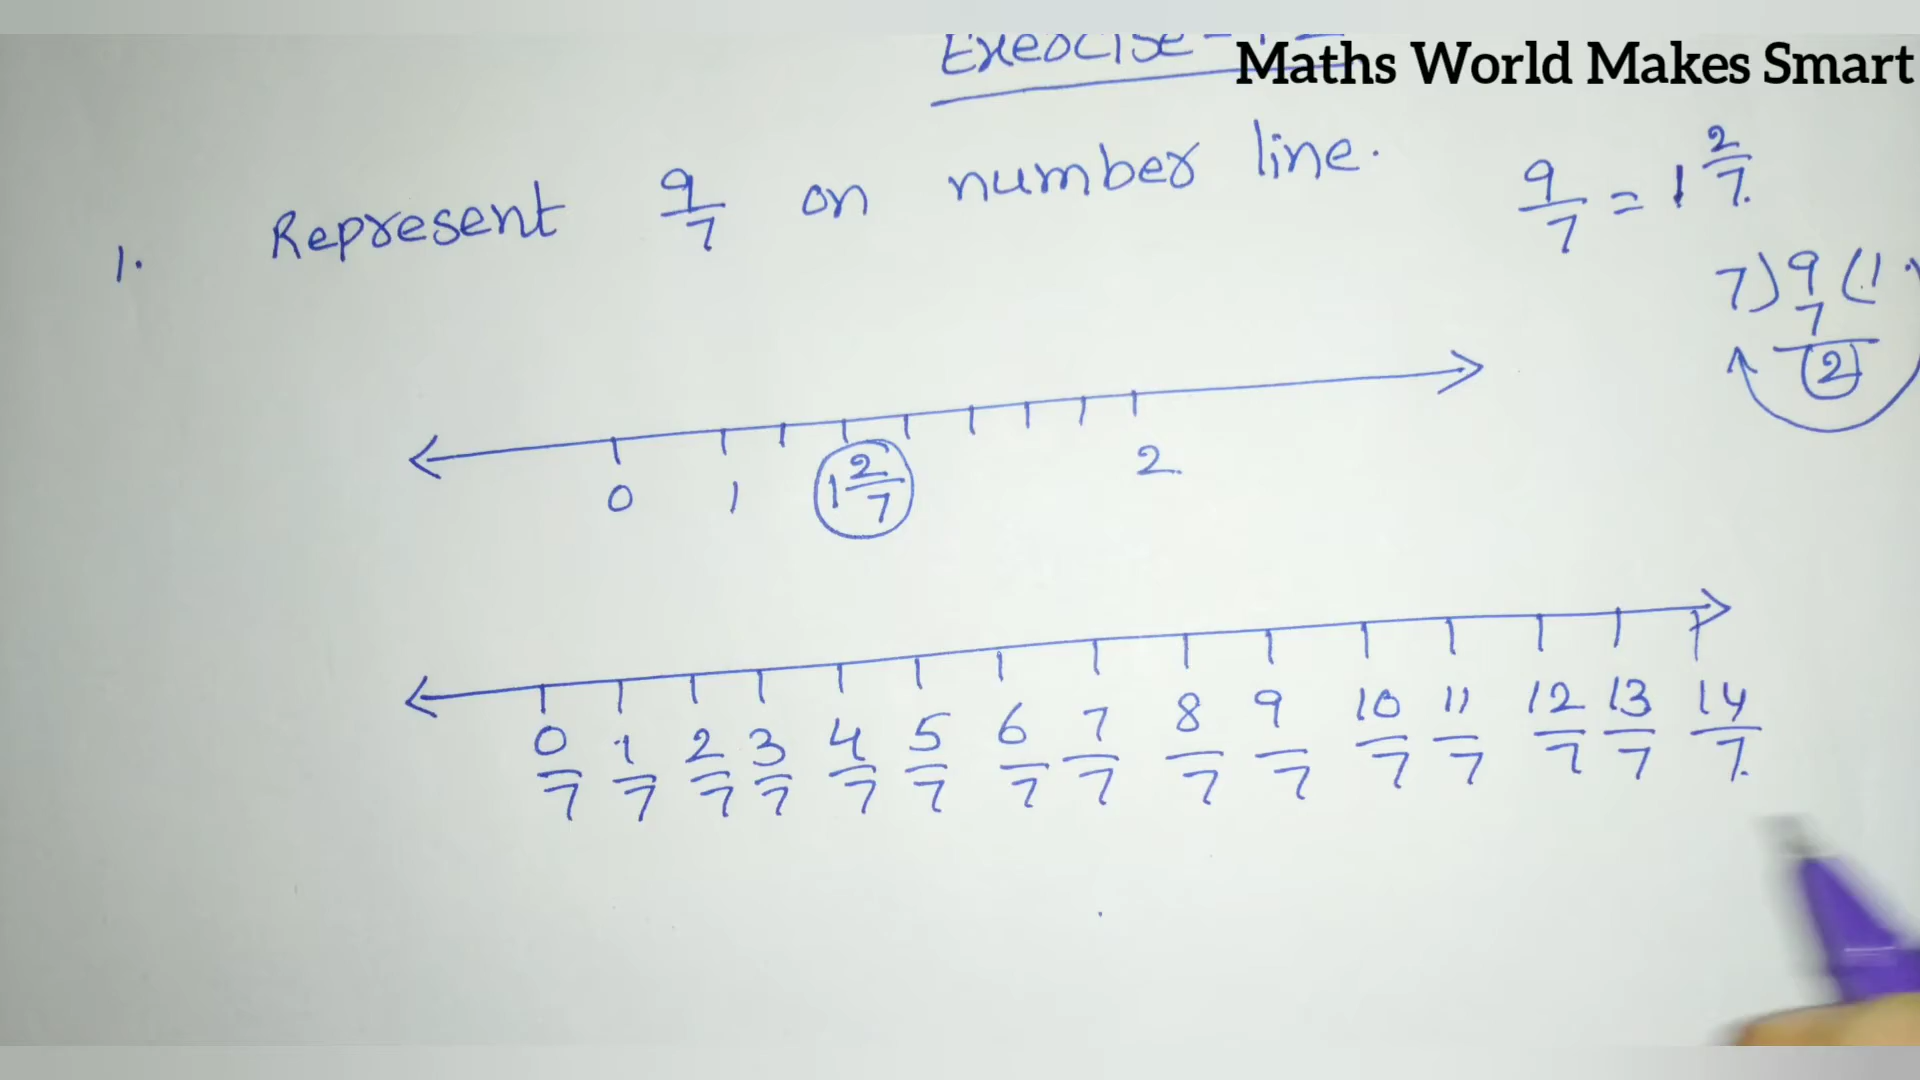 Exercise -
Maths World Makes Smart
1. Represent 9/7 on number line.
9/7 = 1 2/7.
7) 9 (1
7
2
0 1 1 2/7 2
0/7 1/7 2/7 3/7 4/7 5/7 6/7 7/7 8/7 9/7 10/7 11/7 12/7 13/7 14/7.